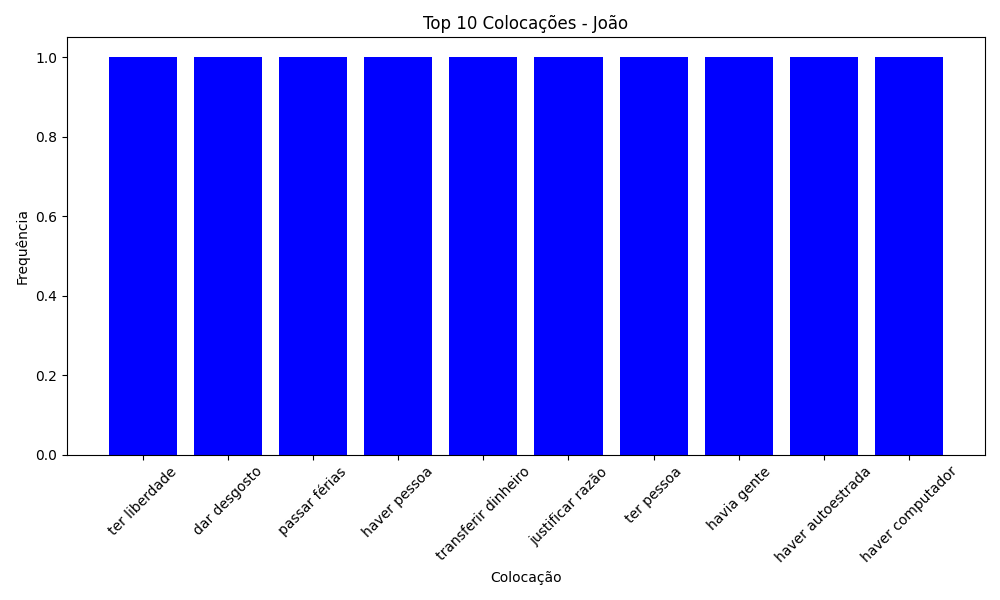 Top 10 Colocações - João
Frequência
1.0
0.8
0.6
0.4
0.2
0.0
ter liberdade
dar desgosto
passar férias
haver pessoa
transferir dinheiro
justificar razão
ter pessoa
havia gente
haver autoestrada
haver computador
Colocação